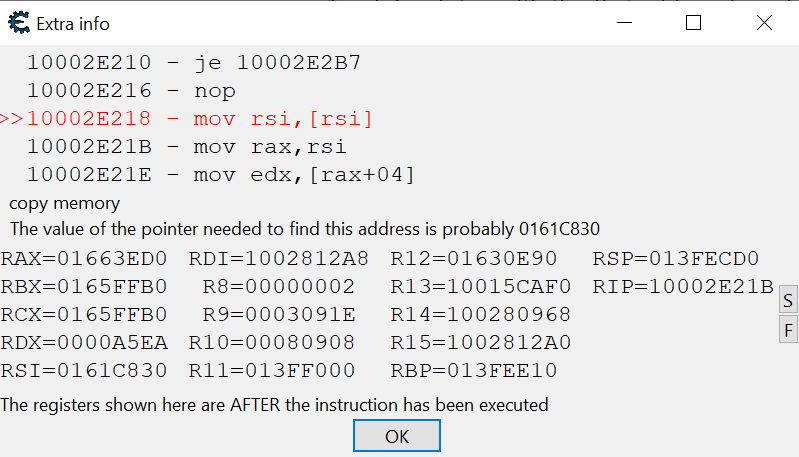 Extra info
10002E210 - je 10002E2B7
10002E216 - nop
>>10002E218 - mov rsi,[rsi]
10002E21B - mov rax,rsi
10002E21E - mov edx,[rax+04]
copy memory
The value of the pointer needed to find this address is probably 0161C830
RAX=01663ED0 RDI=1002812A8 R12=01630E90 RSP=013FECD0
RBX=0165FFB0 R8=00000002 R13=10015CAF0 RIP=10002E21B
RCX=0165FFB0 R9=0003091E R14=100280968
RDX=0000A5EA R10=00080908 R15=1002812A0
RSI=0161C830 R11=013FF000 RBP=013FEE10
S
F
The registers shown here are AFTER the instruction has been executed
OK